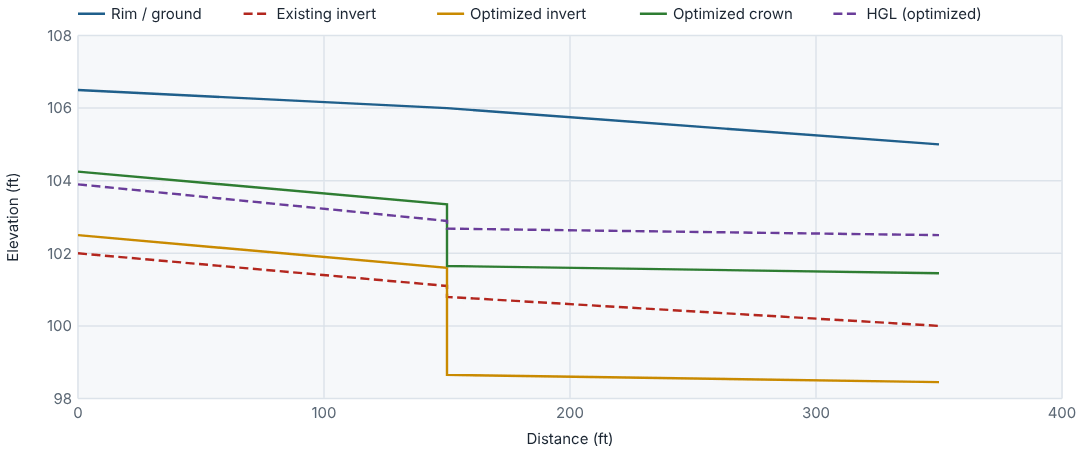 Rim / ground Existing invert Optimized invert Optimized crown HGL (optimized)
108
106
104
102
100
98
Elevation (ft)
0 100 200 300 400
Distance (ft)